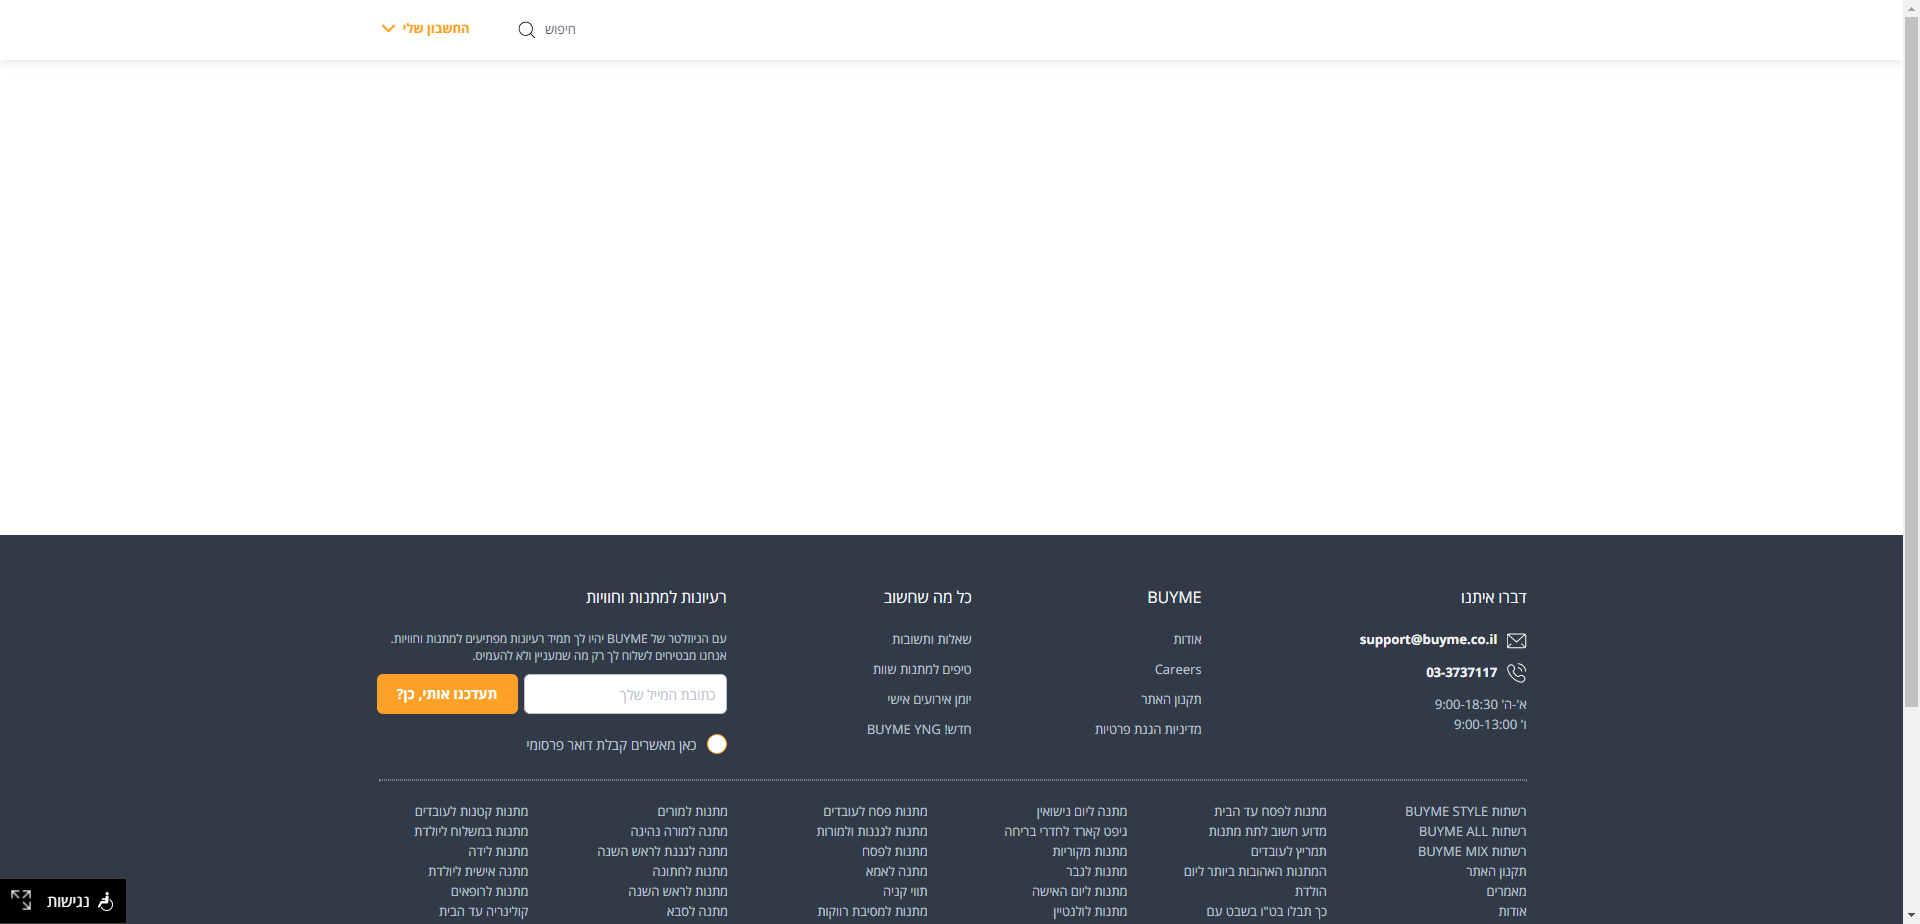 חיפוש
החשבון שלי
דברו איתנו
support@buyme.co.il
03-3737117
א'-ה' 9:00-18:30
ו' 9:00-13:00
BUYME
אודות
Careers
תקנון האתר
מדיניות הגנת פרטיות
כל מה שחשוב
שאלות ותשובות
טיפים למתנות שוות
יומן אירועים אישי
חדש! BUYME YNG
רעיונות למתנות וחוויות
עם הניוזלטר של BUYME יהיו לך תמיד רעיונות מפתיעים למתנות וחוויות.
אנחנו מבטיחים לשלוח לך רק מה שמעניין ולא להעמיס.
כתובת המייל שלך
תעדכנו אותי, כן?
כאן מאשרים קבלת דואר פרסומי
רשתות BUYME STYLE
רשתות BUYME ALL
רשתות BUYME MIX
תקנון האתר
מאמרים
אודות
מתנות לפסח עד הבית
מדוע חשוב לתת מתנות
תמריץ לעובדים
המתנות האהובות ביותר ליום
הולדת
כך תבלו בט"ו בשבט עם
מתנה ליום נישואין
גיפט קארד לחדרי בריחה
מתנות מקוריות
מתנות לגבר
מתנות ליום האישה
מתנות לולנטיין
מתנות פסח לעובדים
מתנות לגננות ולמורות
מתנות לפסח
מתנה לאמא
תווי קניה
מתנות למסיבת רווקות
מתנות למורים
מתנה למורה נהיגה
מתנה לגננת לראש השנה
מתנות לחתונה
מתנות לראש השנה
מתנה לסבא
מתנות קטנות לעובדים
מתנות במשלוח ליולדת
מתנות לידה
מתנה אישית ליולדת
מתנות לרופאים
קולינריה עד הבית
נגישות